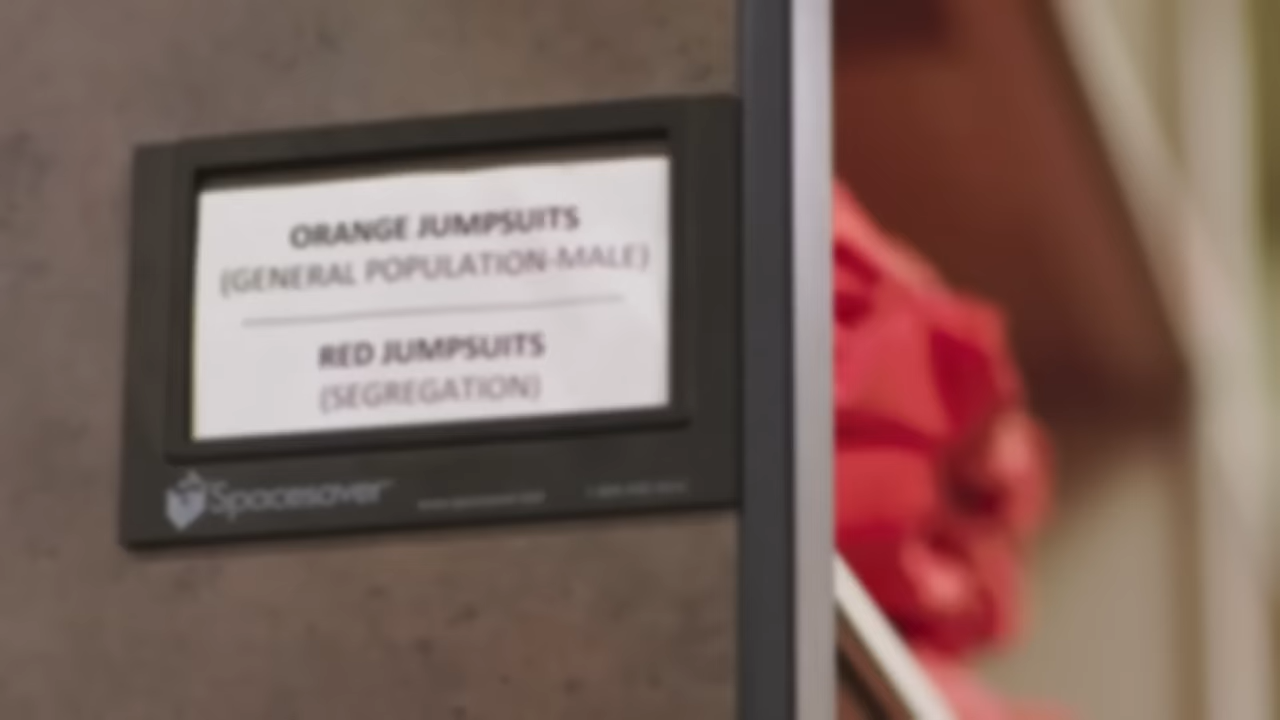 ORANGE JUMPSUITS
(GENERAL POPULATION-MALE)
RED JUMPSUITS
(SEGREGATION)
Spacesaver